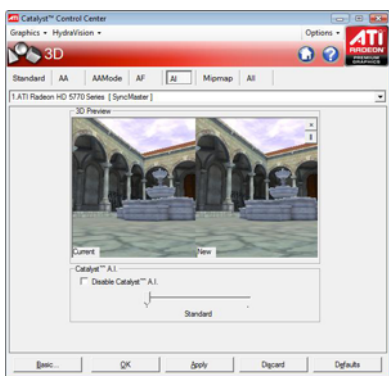 Catalyst™ Control Center
Graphics HydraVision Options
ATI
RADEON
PREMIUM
GRAPHICS
3D
Standard AA AAMode AF AI Mipmap All
1.ATI Radeon HD 5770 Series [ SyncMaster ]
3D Preview
Current New
Catalyst™ A.I.
Disable Catalyst™ A.I.
Standard
Basic... OK Apply Discard Defaults